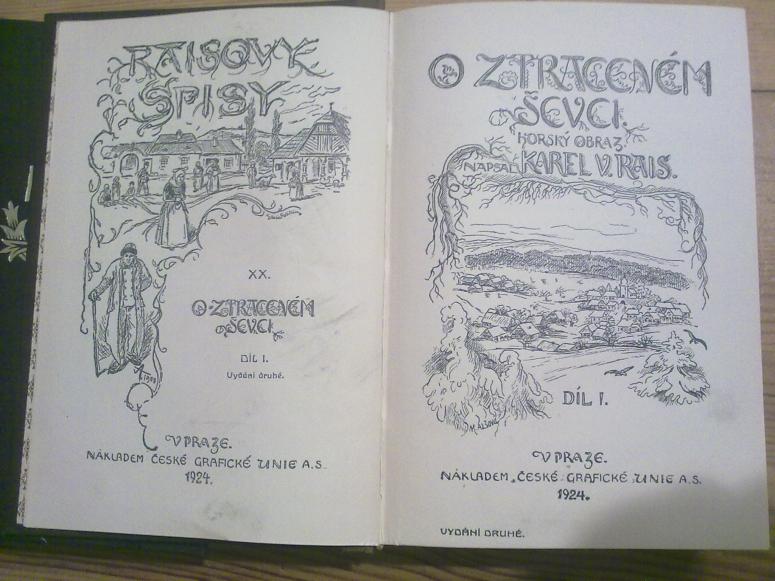 RAISOVY
SPISY
XX.
O ZTRACENÉM
ŠEVCI.
DÍL I.
Vydání druhé.
V PRAZE.
NÁKLADEM ČESKÉ GRAFICKÉ UNIE A.S.
1924.
O ZTRACENÉM
ŠEVCI.
HORSKÝ OBRAZ.
NAPSAL KAREL V. RAIS.
DÍL I.
V PRAZE.
NÁKLADEM ČESKÉ GRAFICKÉ UNIE A.S.
1924.
VYDÁNÍ DRUHÉ.